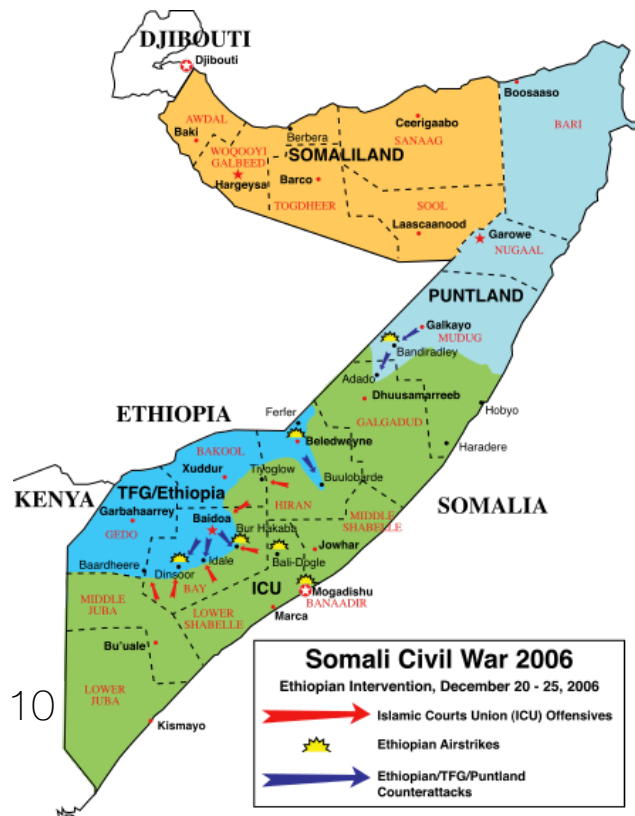 DJIBOUTI
Djibouti
Boosaaso
AWDAL
Baki
Ceerigaabo
BARI
Berbera
SANAAG
WOQOOYI
GALBEED
SOMALILAND
Hargeysa
Barco
TOGDHEER
SOOL
Laascaanood
Garowe
NUGAAL
PUNTLAND
Galkayo
MUDUG
Bandiradley
Adado
Dhuusamarreeb
Hobyo
ETHIOPIA
Ferfer
GALGADUD
Beledweyne
Haradere
BAKOOL
Xuddur
Tiyoglow
Buulobarde
KENYA
TFG/Ethiopia
HIRAN
SOMALIA
Garbahaarrey
Baidoa
MIDDLE
SHABELLE
GEDO
Bur Hakaba
Jowhar
Baardheere
Idale
Bali-Dogle
Dinsoor
BAY
ICU
Mogadishu
BANAADIR
MIDDLE
JUBA
LOWER
SHABELLE
Marca
Bu'uale
LOWER
JUBA
10
Kismayo
Somali Civil War 2006
Ethiopian Intervention, December 20 - 25, 2006
Islamic Courts Union (ICU) Offensives
Ethiopian Airstrikes
Ethiopian/TFG/Puntland
Counterattacks